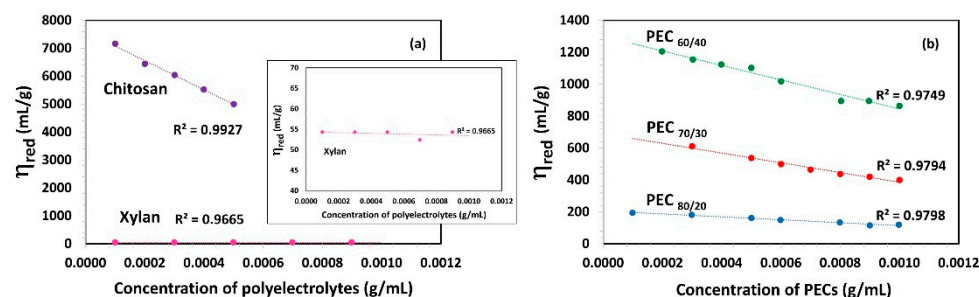 8000
7000
6000
5000
4000
3000
2000
1000
0
ηred (mL/g)
(a)
Chitosan
R² = 0.9927
Xylan
R² = 0.9665
0.0000 0.0002 0.0004 0.0006 0.0008 0.0010 0.0012
Concentration of polyelectrolytes (g/mL)
70
65
60
55
50
45
40
ηred (mL/g)
R² = 0.9665
Xylan
0.0000 0.0002 0.0004 0.0006 0.0008 0.0010 0.0012
Concentration of polyelectrolytes (g/mL)
1400
1200
1000
800
600
400
200
0
ηred (mL/g)
(b)
PEC 60/40
R² = 0.9749
PEC 70/30
R² = 0.9794
PEC 80/20
R² = 0.9798
0.0000 0.0002 0.0004 0.0006 0.0008 0.0010 0.0012
Concentration of PECs (g/mL)